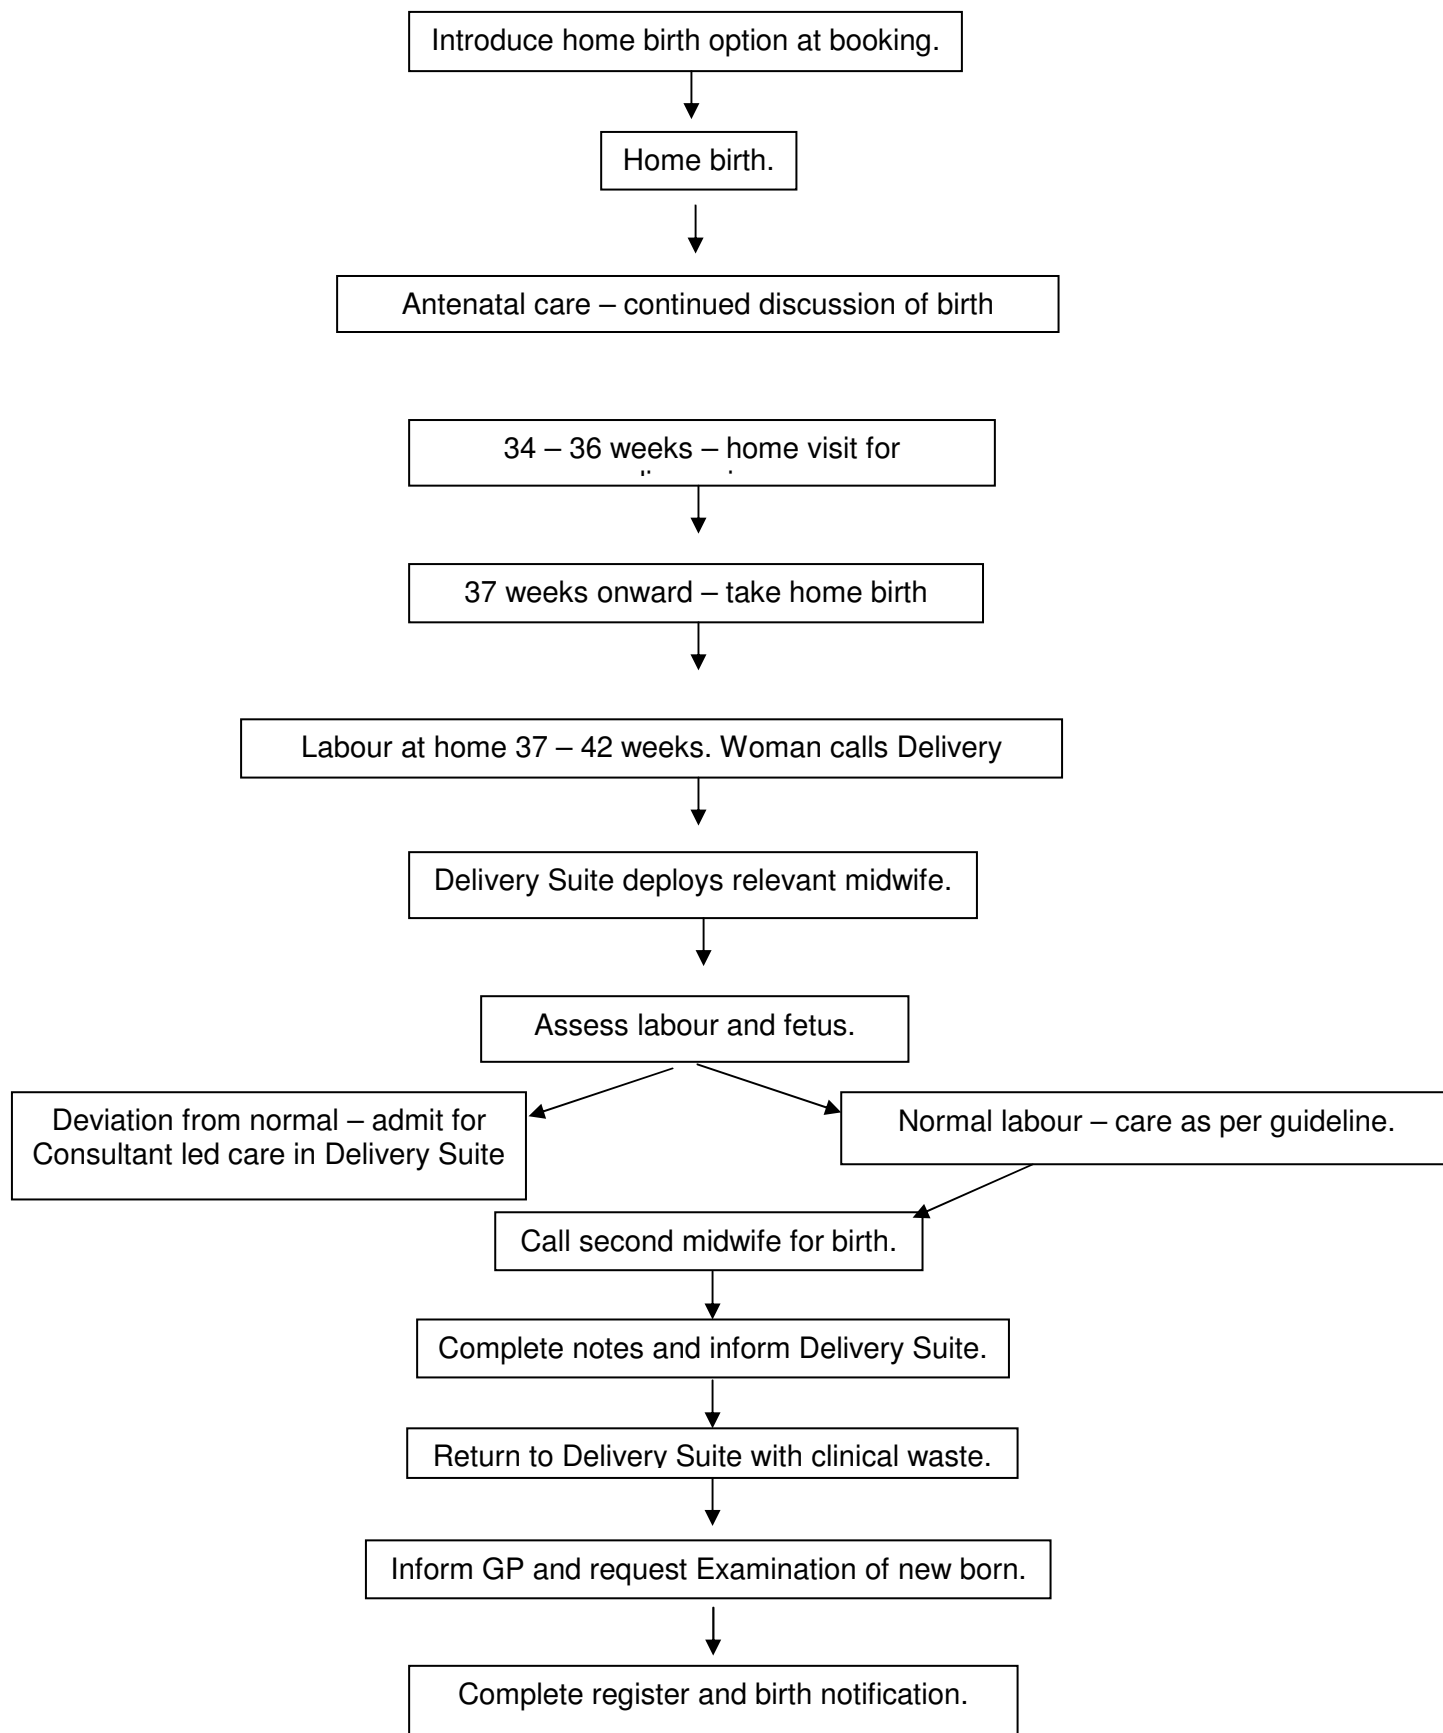 Introduce home birth option at booking.
Home birth.
Antenatal care – continued discussion of birth
34 – 36 weeks – home visit for
37 weeks onward – take home birth
Labour at home 37 – 42 weeks. Woman calls Delivery
Delivery Suite deploys relevant midwife.
Assess labour and fetus.
Deviation from normal – admit for
Consultant led care in Delivery Suite
Normal labour – care as per guideline.
Call second midwife for birth.
Complete notes and inform Delivery Suite.
Return to Delivery Suite with clinical waste.
Inform GP and request Examination of new born.
Complete register and birth notification.